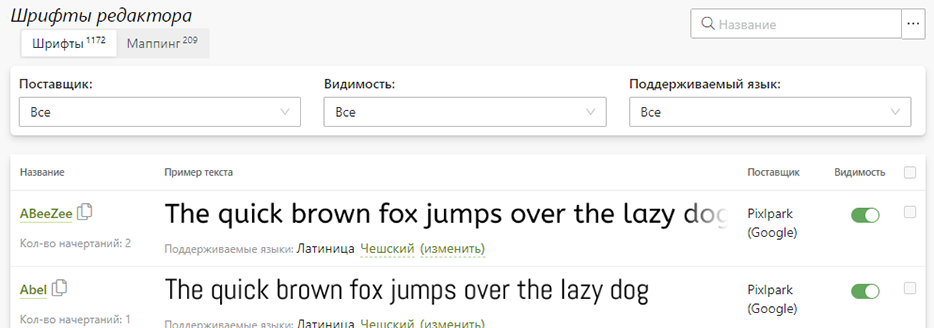 Шрифты редактора
Название
Шрифты 1172 Маппинг 209
Поставщик: Видимость: Поддерживаемый язык:
Все Все Все
Название Пример текста Поставщик Видимость
ABeeZee The quick brown fox jumps over the lazy dog Pixlpark
(Google)
Кол-во начертаний: 2 Поддерживаемые языки: Латиница Чешский (изменить)
Abel The quick brown fox jumps over the lazy dog Pixlpark
(Google)
Кол-во начертаний: 1 Поддерживаемые языки: Латиница Чешский (изменить)